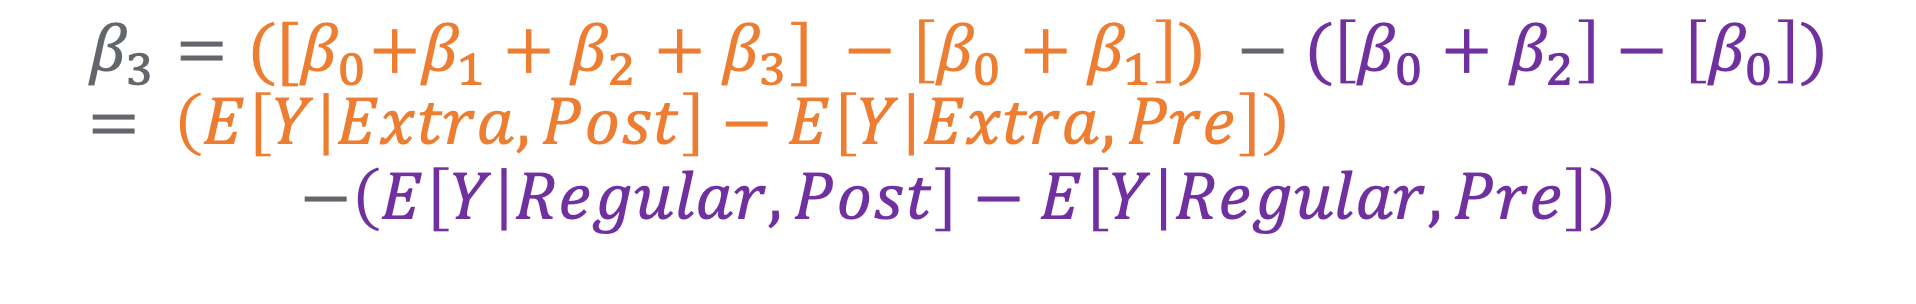 β₃ = ([β₀+β₁ + β₂ + β₃] − [β₀ + β₁]) − ([β₀ + β₂] − [β₀])
= (E[Y|Extra, Post] − E[Y|Extra, Pre])
−(E[Y|Regular, Post] − E[Y|Regular, Pre])